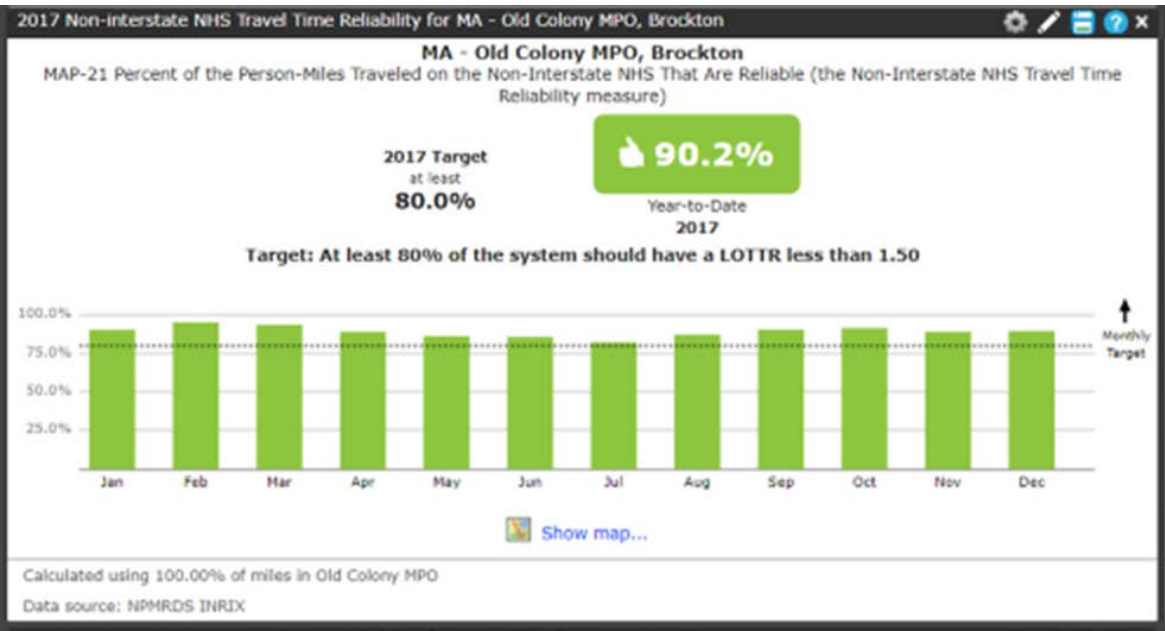 2017 Non-interstate NHS Travel Time Reliability for MA - Old Colony MPO, Brockton
MA - Old Colony MPO, Brockton
MAP-21 Percent of the Person-Miles Traveled on the Non-Interstate NHS That Are Reliable (the Non-Interstate NHS Travel Time
Reliability measure)
2017 Target
at least
80.0%
90.2%
Year-to-Date
2017
Target: At least 80% of the system should have a LOTTR less than 1.50
100.0%
75.0%
50.0%
25.0%
Monthly
Target
Jan Feb Mar Apr May Jun Jul Aug Sep Oct Nov Dec
Show map...
Calculated using 100.00% of miles in Old Colony MPO
Data source: NPMRDS INRIX